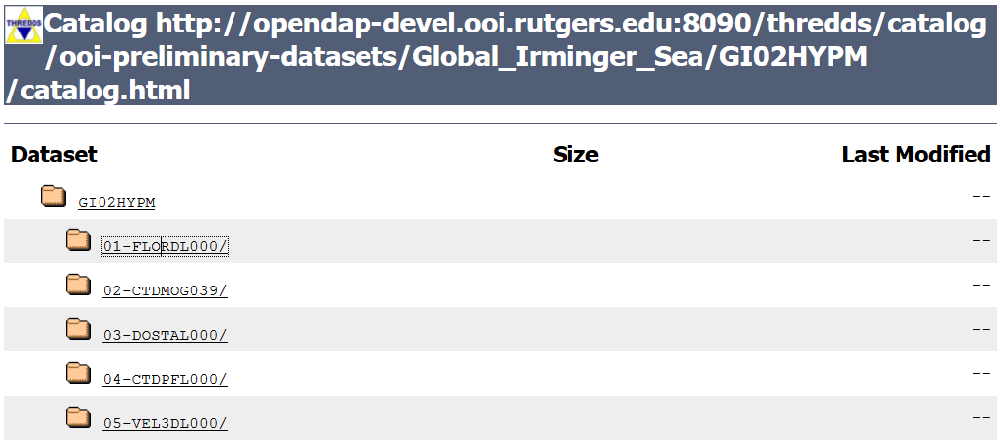 THREDDS
Catalog http://opendap-devel.ooi.rutgers.edu:8090/thredds/catalog
/ooi-preliminary-datasets/Global_Irminger_Sea/GI02HYPM
/catalog.html
Dataset Size Last Modified
GI02HYPM --
01-FLORDL000/ --
02-CTDMOG039/ --
03-DOSTAL000/ --
04-CTDPFL000/ --
05-VEL3DL000/ --